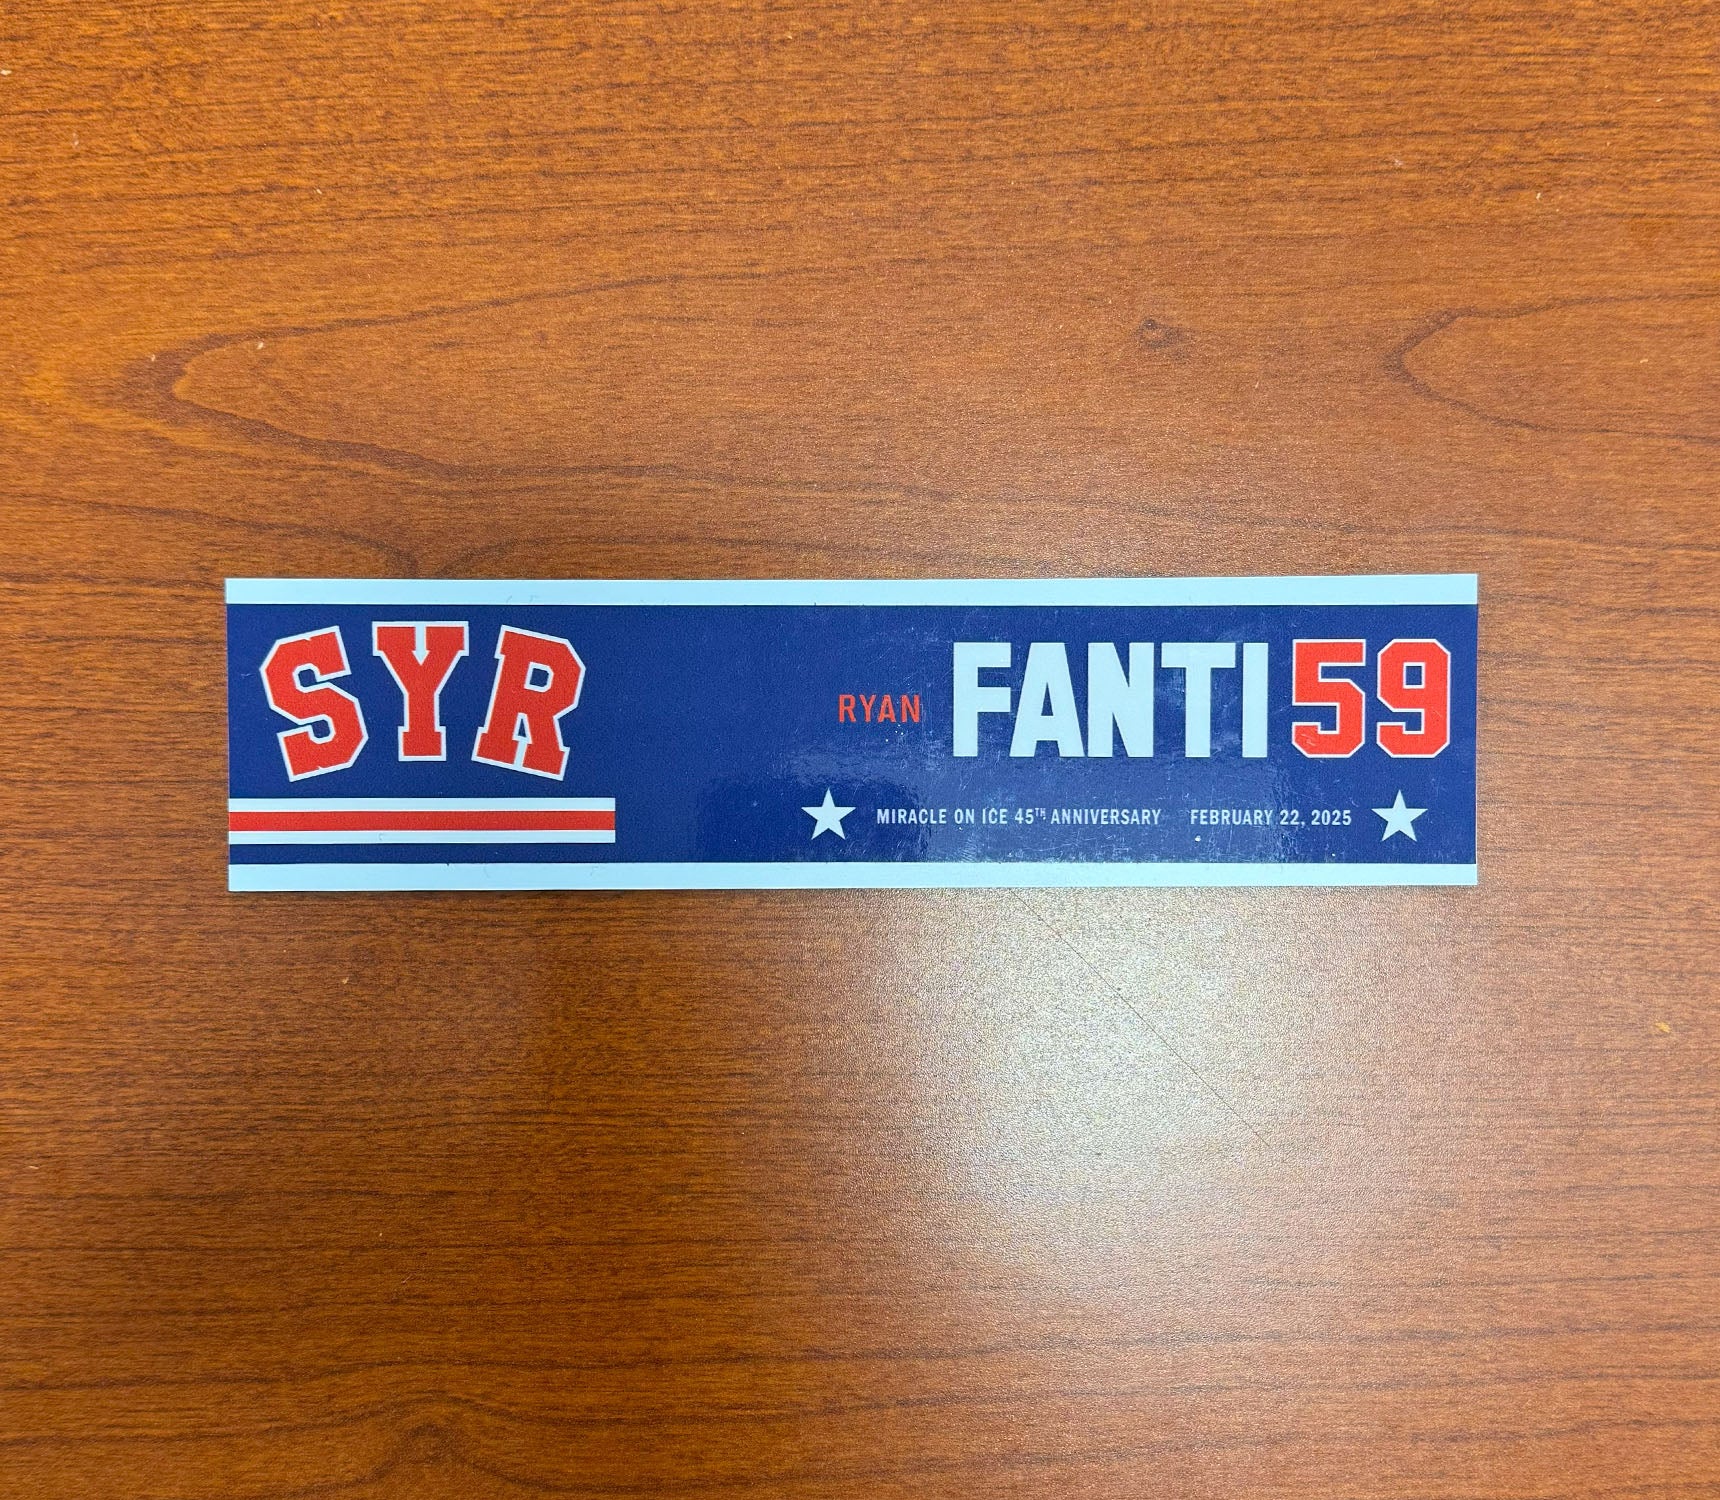 SYR
RYAN FANTI 59
MIRACLE ON ICE 45TH ANNIVERSARY FEBRUARY 22, 2025